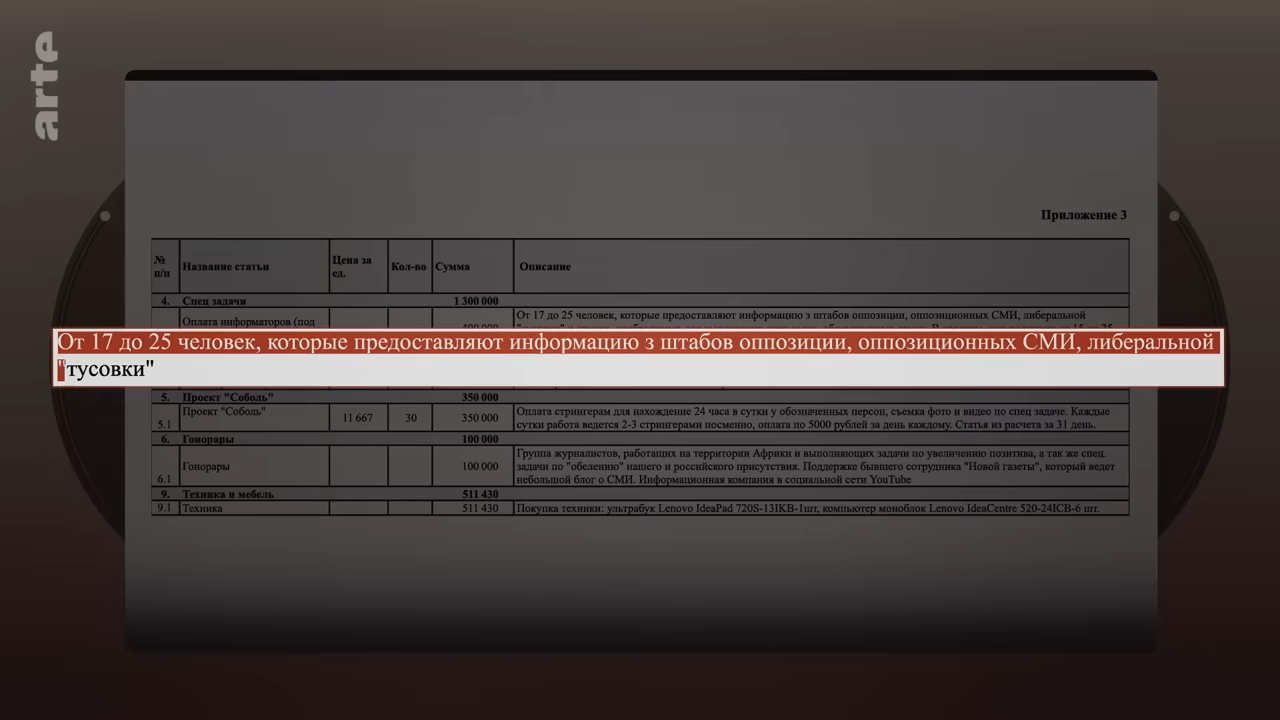 arte
Приложение 3
№ п/п Название статьи Цена за ед. Кол-во Сумма Описание
4. Спец задачи 1 300 000
Оплата информаторов (под
От 17 до 25 человек, которые предоставляют информацию з штабов оппозиции, оппозиционных СМИ, либеральной
От 17 до 25 человек, которые предоставляют информацию з штабов оппозиции, оппозиционных СМИ, либеральной
"тусовки"
5. Проект "Соболь" 350 000
5.1 Проект "Соболь" 11 667 30 350 000 Оплата стрингерам для нахождение 24 часа в сутки у обозначенных персон, съемка фото и видео по спец задаче. Каждые
сутки работа ведется 2-3 стрингерами посменно, оплата по 5000 рублей за день каждому. Статья из расчета за 31 день.
6. Гонорары 100 000
6.1 Гонорары 100 000 Группа журналистов, работащих на территории Африки и выполняющих задачи по увеличению позитива, а так же спец.
задачи по "обелению" нашего и российского присутствия. Поддержке бывшего сотрудника "Новой газеты", который ведет
небольшой блог о СМИ. Информационная компания в социальной сети YouTube
9. Техника и мебель 511 430
9.1 Техника 511 430 Покупка техники: ультрабук Lenovo IdeaPad 720S-13IKB-1шт, компьютер моноблок Lenovo IdeaCentre 520-24ICB-6 шт.